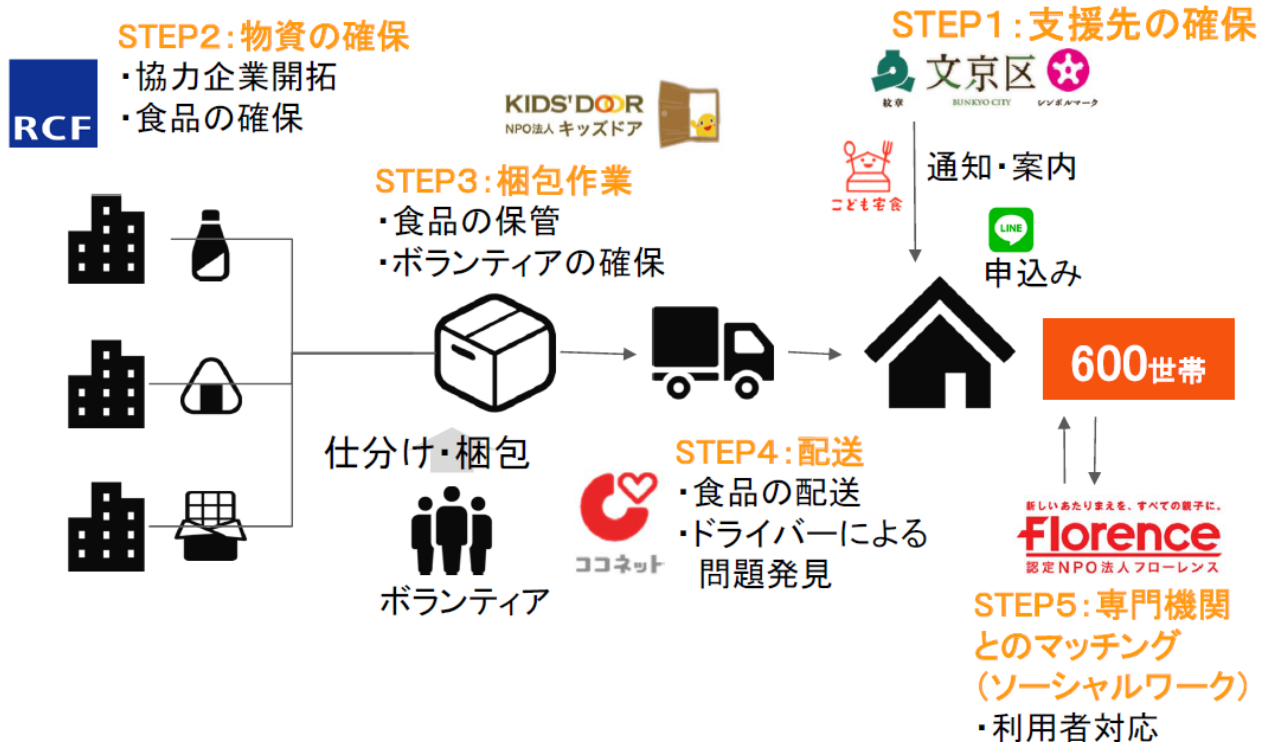 STEP1:支援先の確保
文京区
紋章
BUNKYO CITY
シンボルマーク
こども宅食
通知・案内
LINE
申込み
600世帯
STEP2:物資の確保
RCF
・協力企業開拓
・食品の確保
KIDS'DOOR
NPO法人 キッズドア
STEP3:梱包作業
・食品の保管
・ボランティアの確保
仕分け・梱包
ボランティア
STEP4:配送
ココネット
・食品の配送
・ドライバーによる
問題発見
新しいあたりまえを、すべての親子に。
Florence
認定NPO法人フローレンス
STEP5:専門機関
とのマッチング
(ソーシャルワーク)
・利用者対応